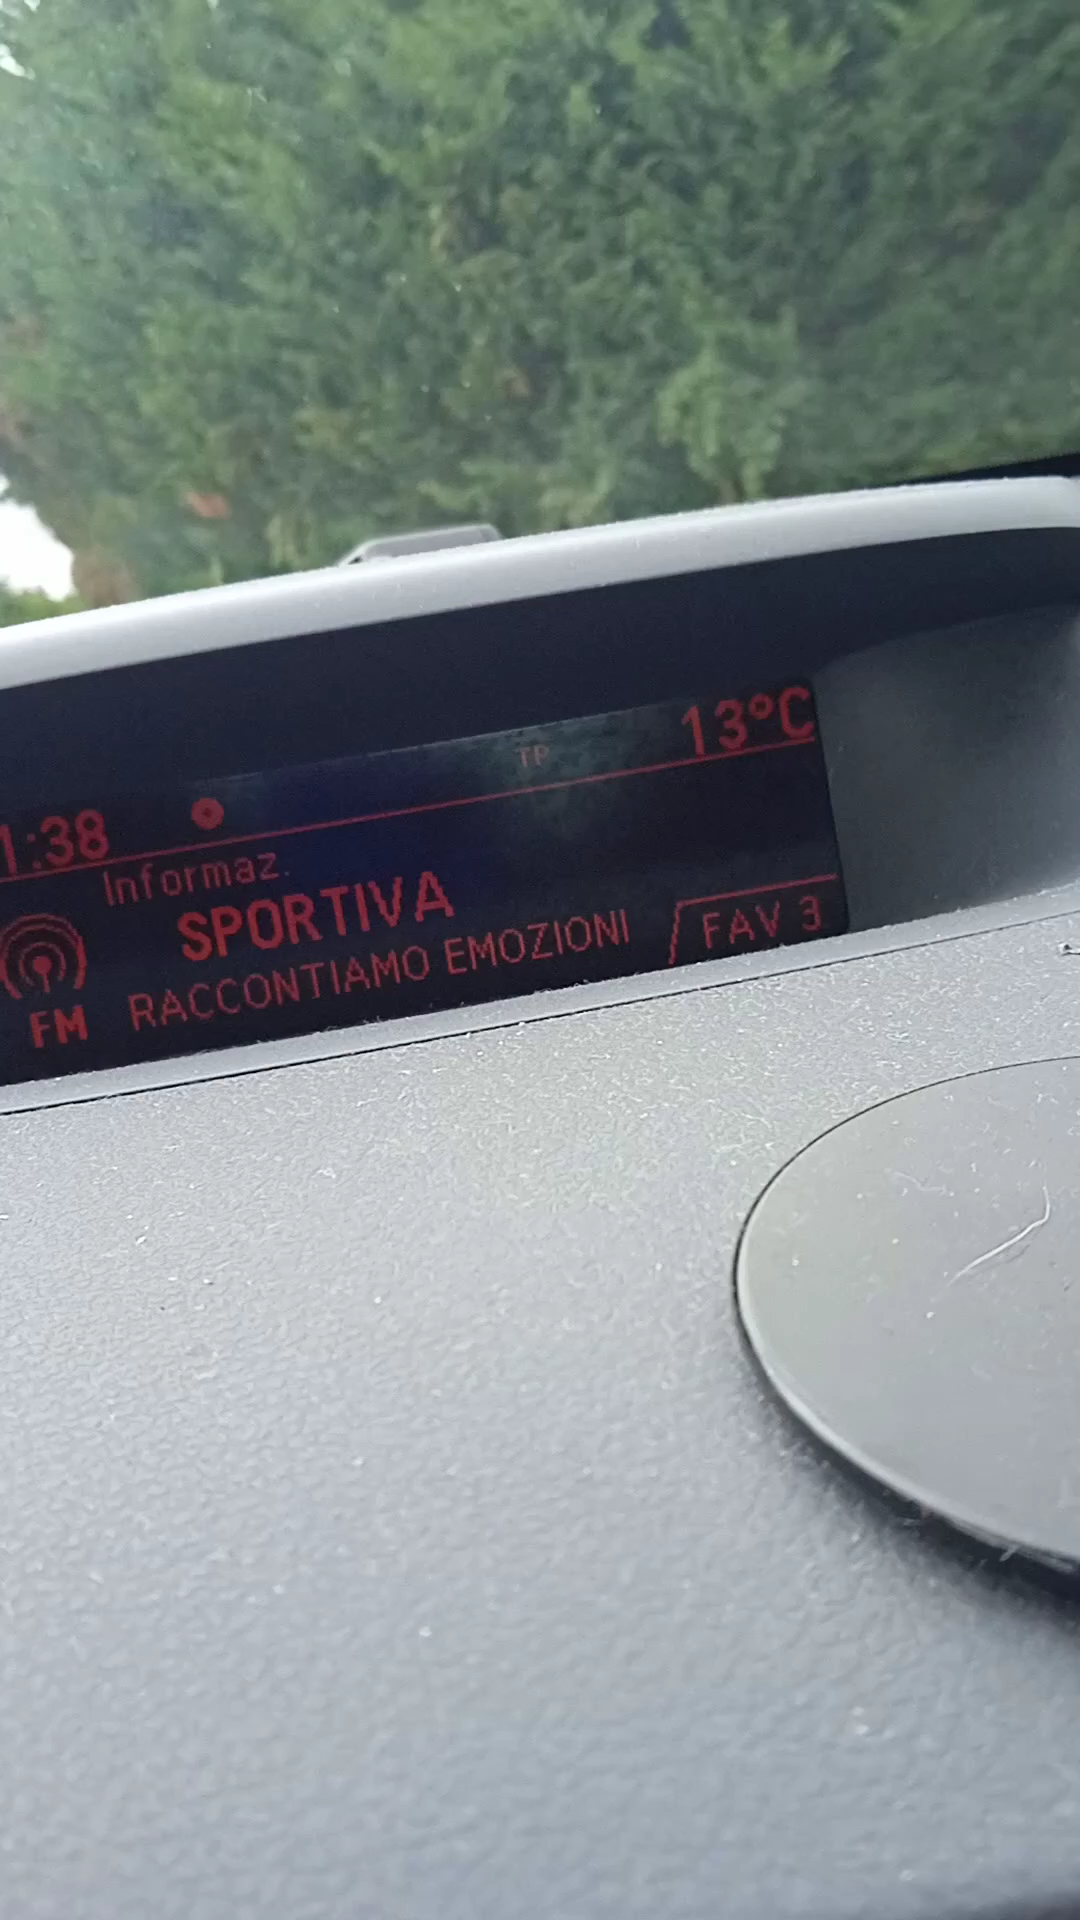 1:38 TP 13°C
Informaz.
SPORTIVA
RACCONTIAMO EMOZIONI FAV 3
FM